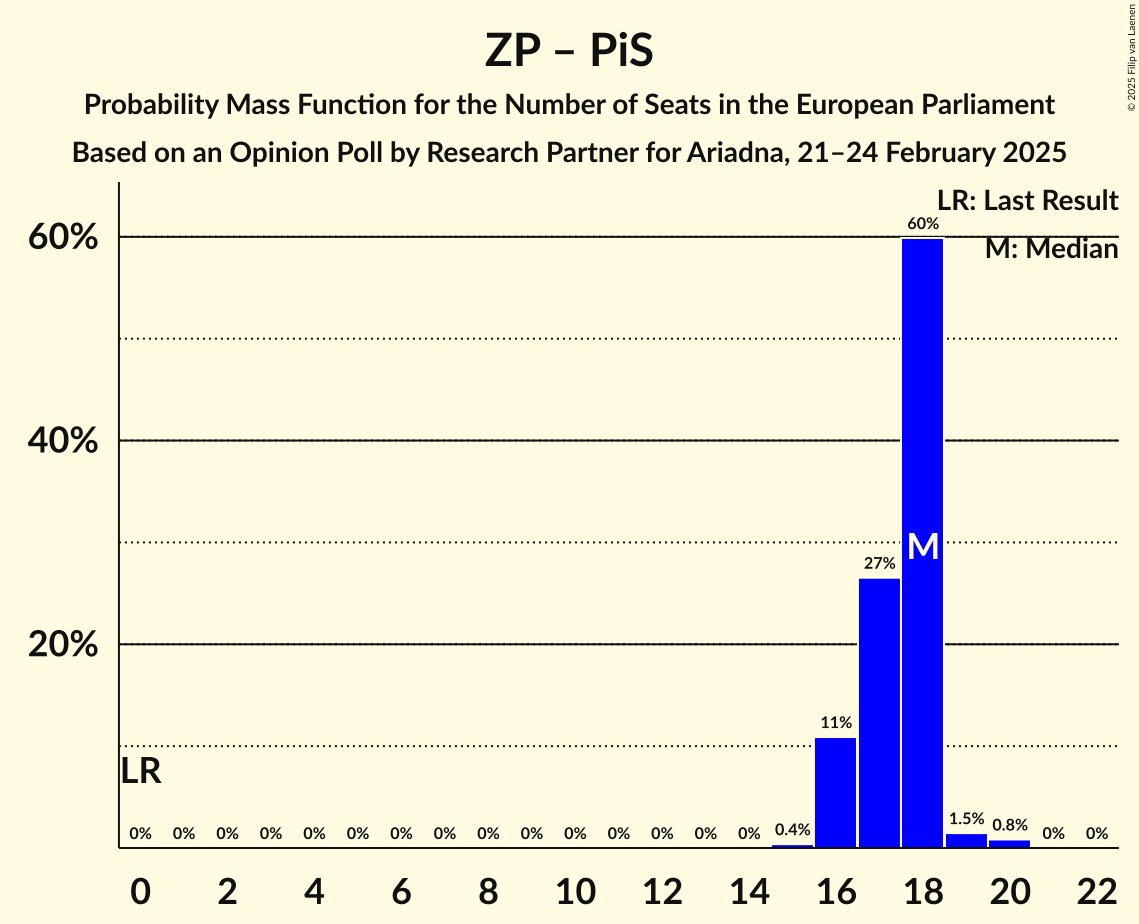 ZP – PiS
Probability Mass Function for the Number of Seats in the European Parliament
Based on an Opinion Poll by Research Partner for Ariadna, 21–24 February 2025
© 2025 Filip van Laenen
LR: Last Result
M: Median
60%
40%
20%
LR
M
0% 0% 0% 0% 0% 0% 0% 0% 0% 0% 0% 0% 0% 0% 0% 0.4% 11% 27% 60% 1.5% 0.8% 0% 0%
0 2 4 6 8 10 12 14 16 18 20 22